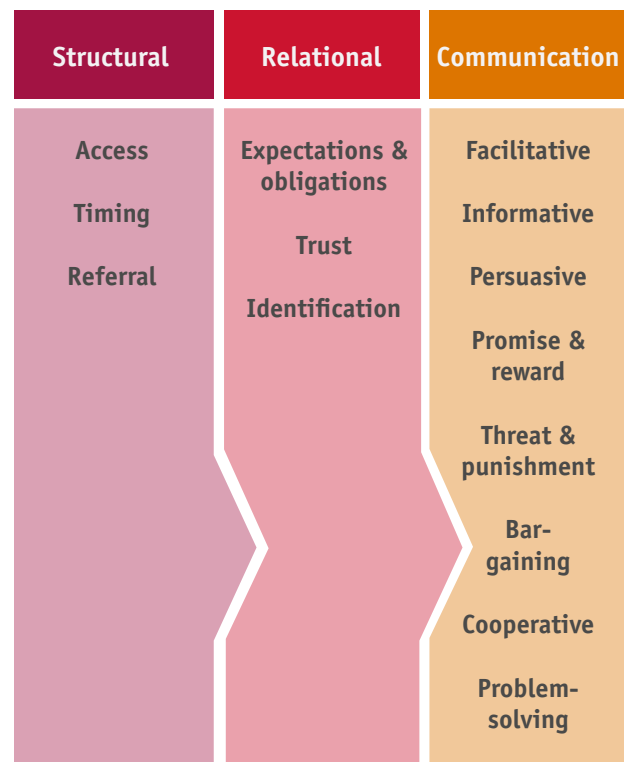 Structural
Access
Timing
Referral
Relational
Expectations &
obligations
Trust
Identification
Communication
Facilitative
Informative
Persuasive
Promise &
reward
Threat &
punishment
Bar-
gaining
Cooperative
Problem-
solving